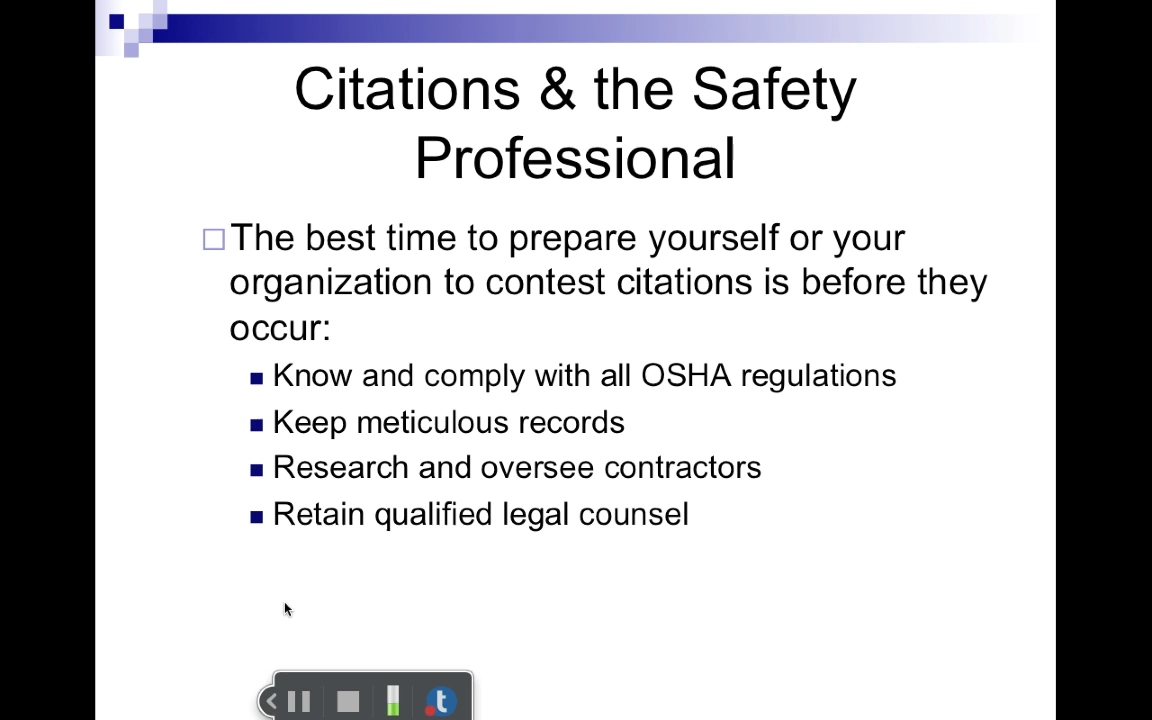 Citations & the Safety
Professional
The best time to prepare yourself or your
organization to contest citations is before they
occur:
Know and comply with all OSHA regulations
Keep meticulous records
Research and oversee contractors
Retain qualified legal counsel
t